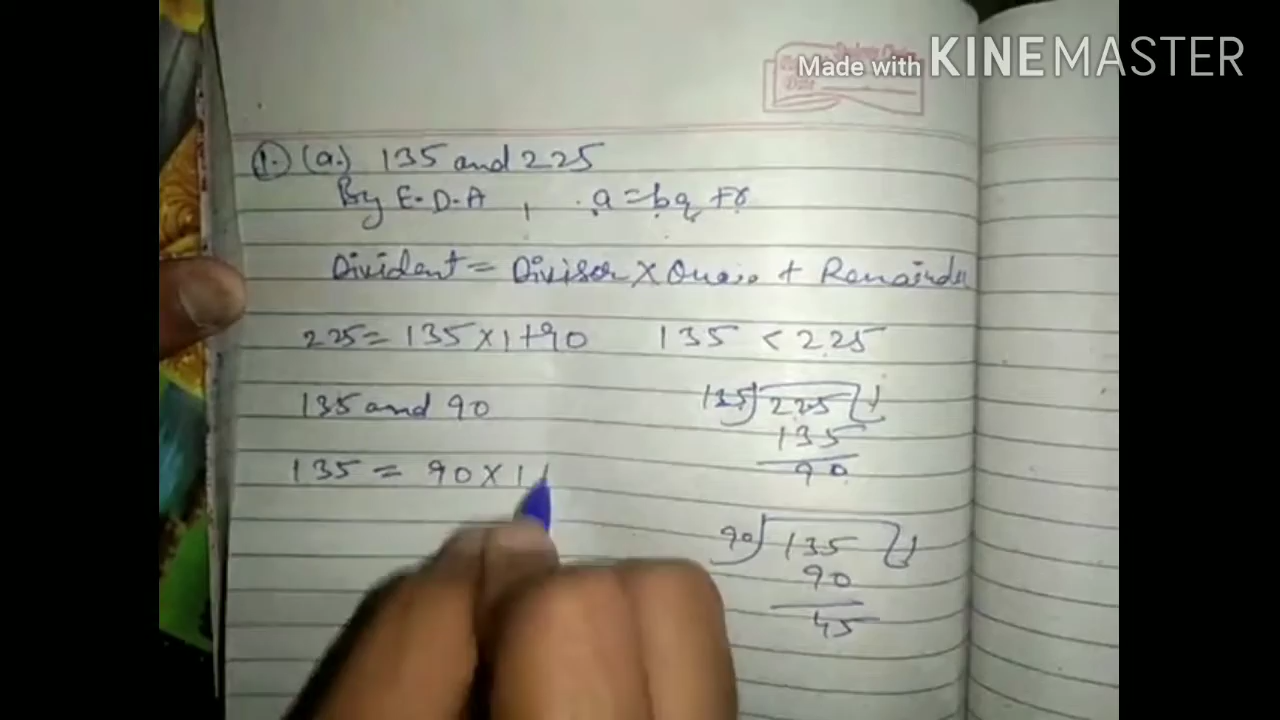 Made with KINEMASTER
Date
1. (a.) 135 and 225
By E-D-A , a = bq + r
Divident = Divisor × Quo.. + Remainder
225 = 135 × 1 + 90 135 < 225
135 225 1
135 and 90
135
90
135 = 90 × 1
90 135 1
90
45